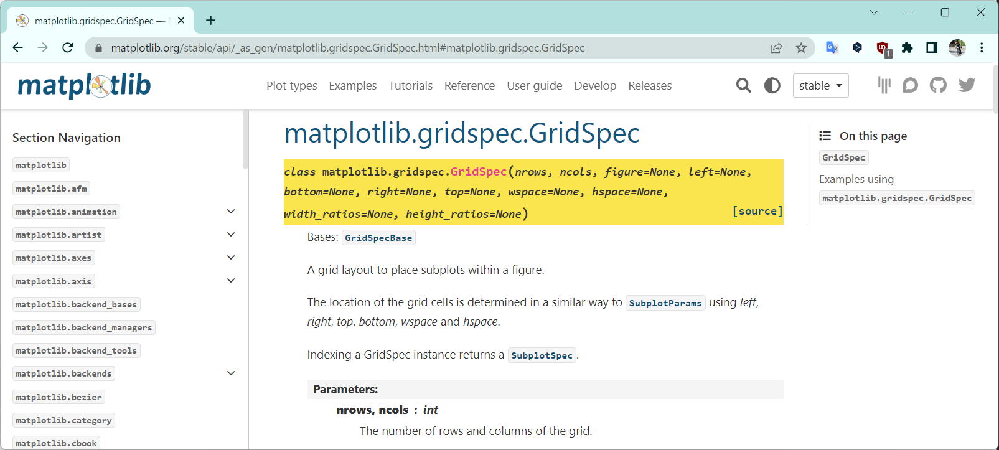 matplotlib.gridspec.GridSpec —
matplotlib.org/stable/api/_as_gen/matplotlib.gridspec.GridSpec.html#matplotlib.gridspec.GridSpec
1
matplotlib
Plot types Examples Tutorials Reference User guide Develop Releases
stable
Section Navigation
matplotlib
matplotlib.afm
matplotlib.animation
matplotlib.artist
matplotlib.axes
matplotlib.axis
matplotlib.backend_bases
matplotlib.backend_managers
matplotlib.backend_tools
matplotlib.backends
matplotlib.bezier
matplotlib.category
matplotlib.cbook
matplotlib.gridspec.GridSpec
class matplotlib.gridspec.GridSpec(nrows, ncols, figure=None, left=None,
bottom=None, right=None, top=None, wspace=None, hspace=None,
width_ratios=None, height_ratios=None) [source]
Bases: GridSpecBase
A grid layout to place subplots within a figure.
The location of the grid cells is determined in a similar way to SubplotParams using left,
right, top, bottom, wspace and hspace.
Indexing a GridSpec instance returns a SubplotSpec.
Parameters:
nrows, ncols : int
The number of rows and columns of the grid.
On this page
GridSpec
Examples using
matplotlib.gridspec.GridSpec